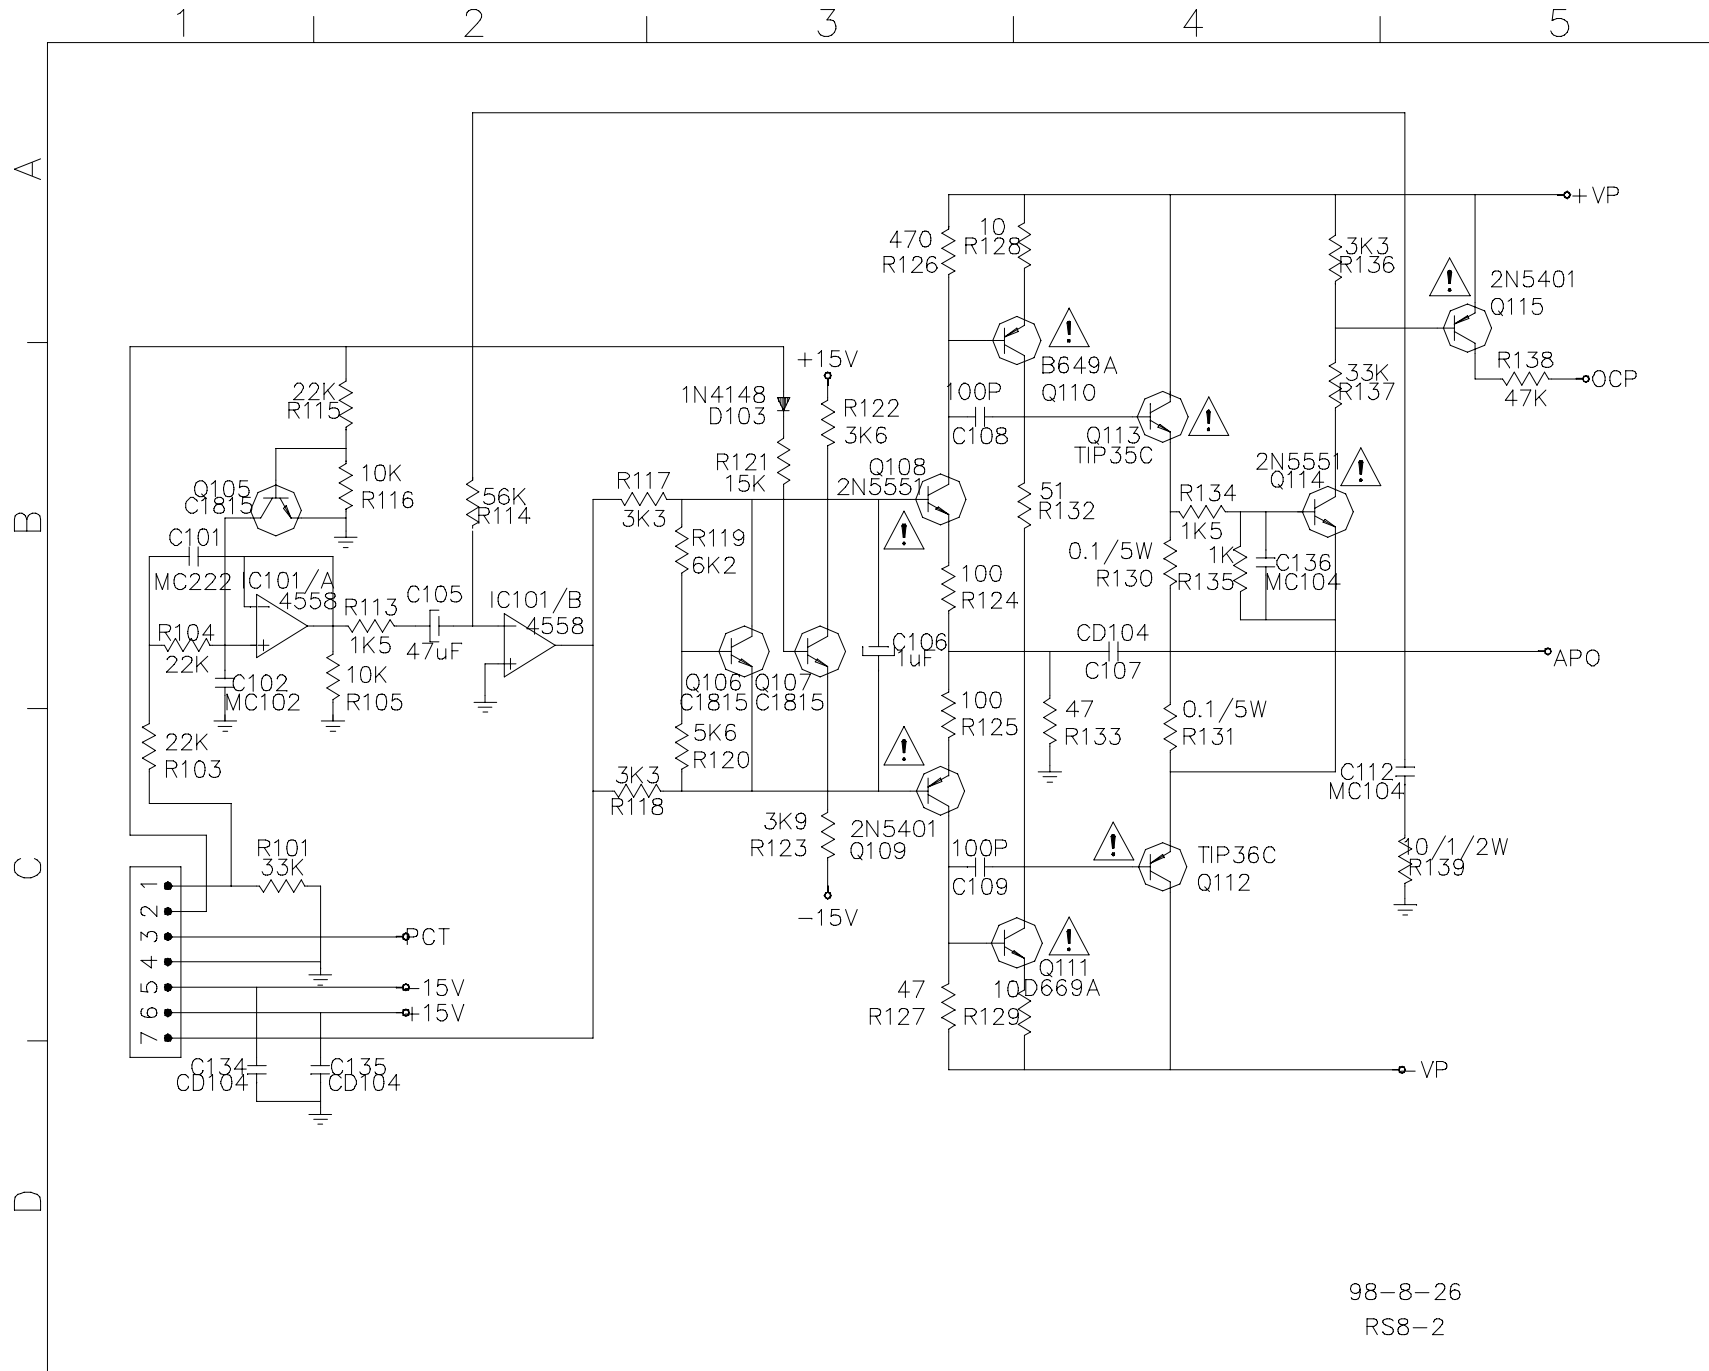 1 2 3 4 5
A
+VP
10
470
R128
R126
3K3
R136
2N5401
Q115
!
!
+15V
B649A
Q110
R138
OCP
47K
22K
R115
1N4148
D103
R122
3K6
100P
C108
33K
R137
Q113
TIP35C
!
10K
R116
Q105
C1815
R121
15K
Q108
2N5551
2N5551
Q114
!
B
56K
R114
R117
3K3
51
R132
R134
1K5
C101
MC222
R119
6K2
!
0.1/5W
R130
1K
R135
C136
MC104
IC101/A
4558
R113
1K5
C105
47uF
IC101/B
4558
100
R124
R104
22K
CD104
C107
C106
1uF
APO
C102
MC102
10K
R105
Q106
C1815
Q107
C1815
100
R125
47
R133
0.1/5W
R131
22K
R103
5K6
R120
!
3K3
R118
C112
MC104
3K9
R123
2N5401
Q109
R101
33K
100P
C109
!
TIP36C
Q112
10/1/2W
R139
C
1
2
3
4
5
6
7
-15V
PCT
-15V
+15V
!
Q111
D669A
47
R127
10
R129
C134
CD104
C135
CD104
-VP
D
98-8-26
RS8-2